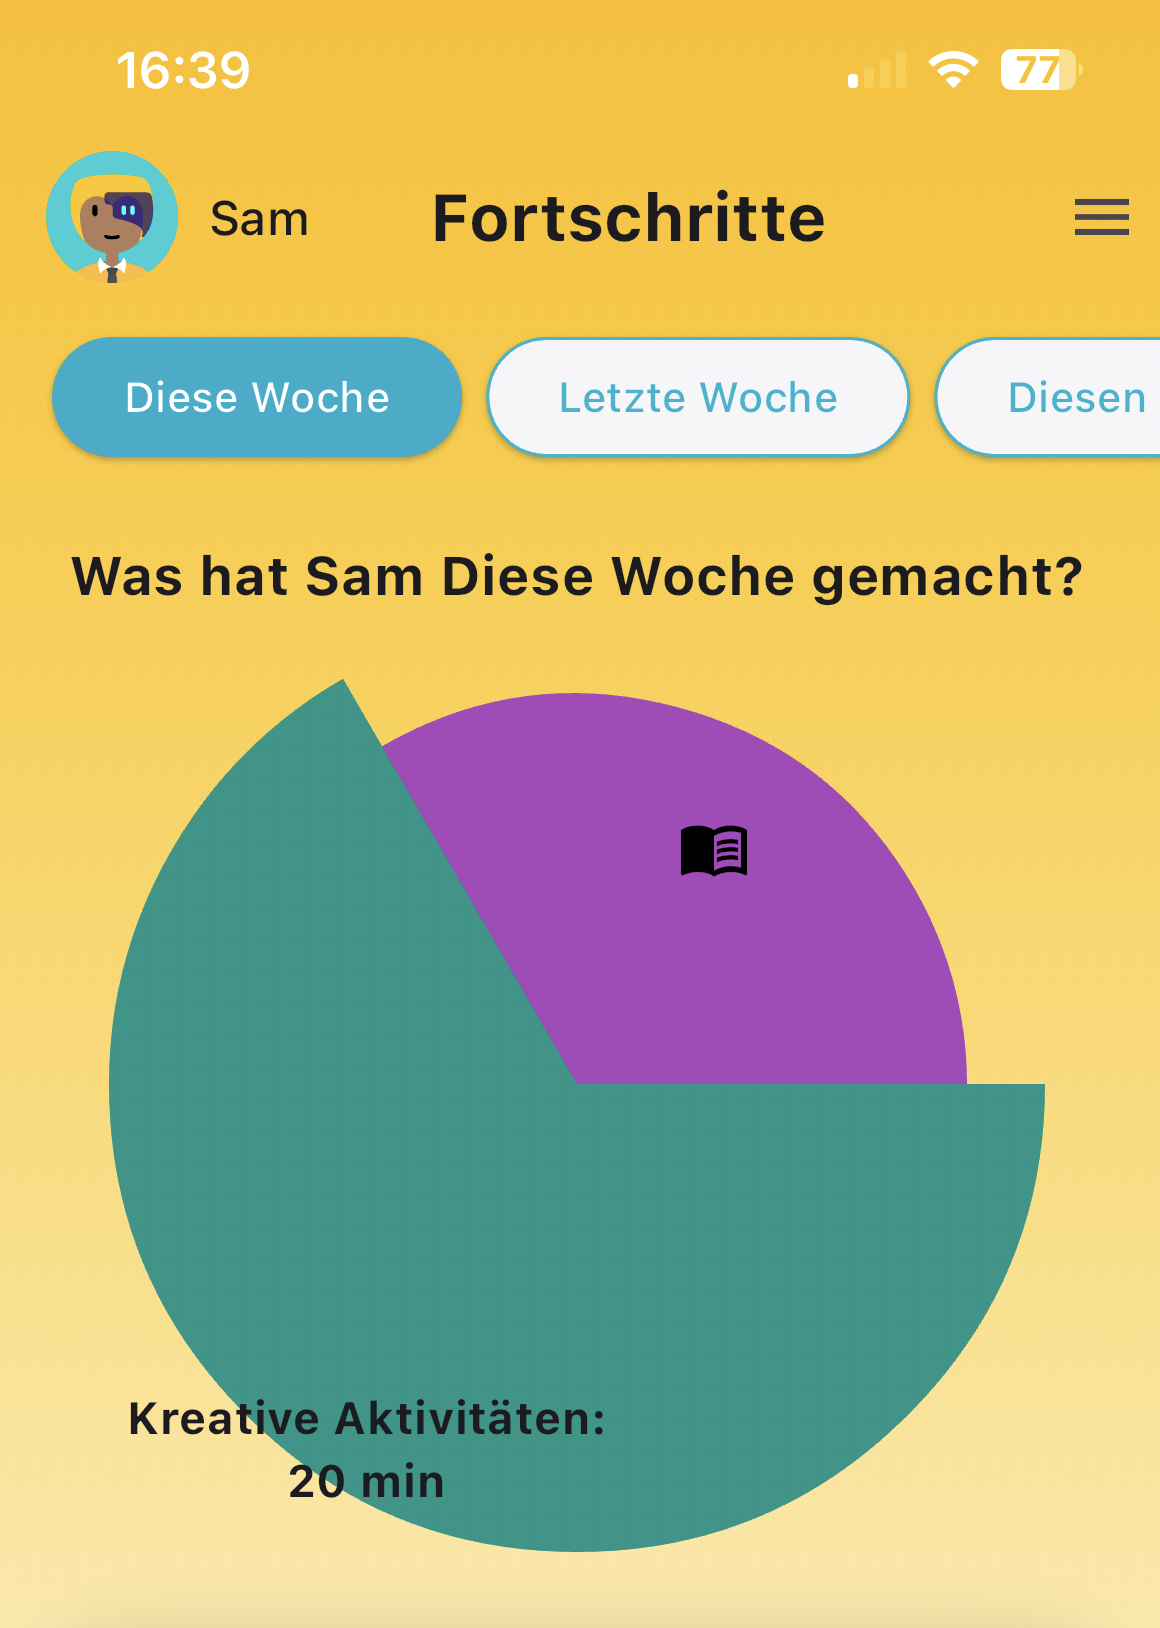 16:39
77
Sam
Fortschritte
Diese Woche
Letzte Woche
Diesen
Was hat Sam Diese Woche gemacht?
Kreative Aktivitäten:
20 min